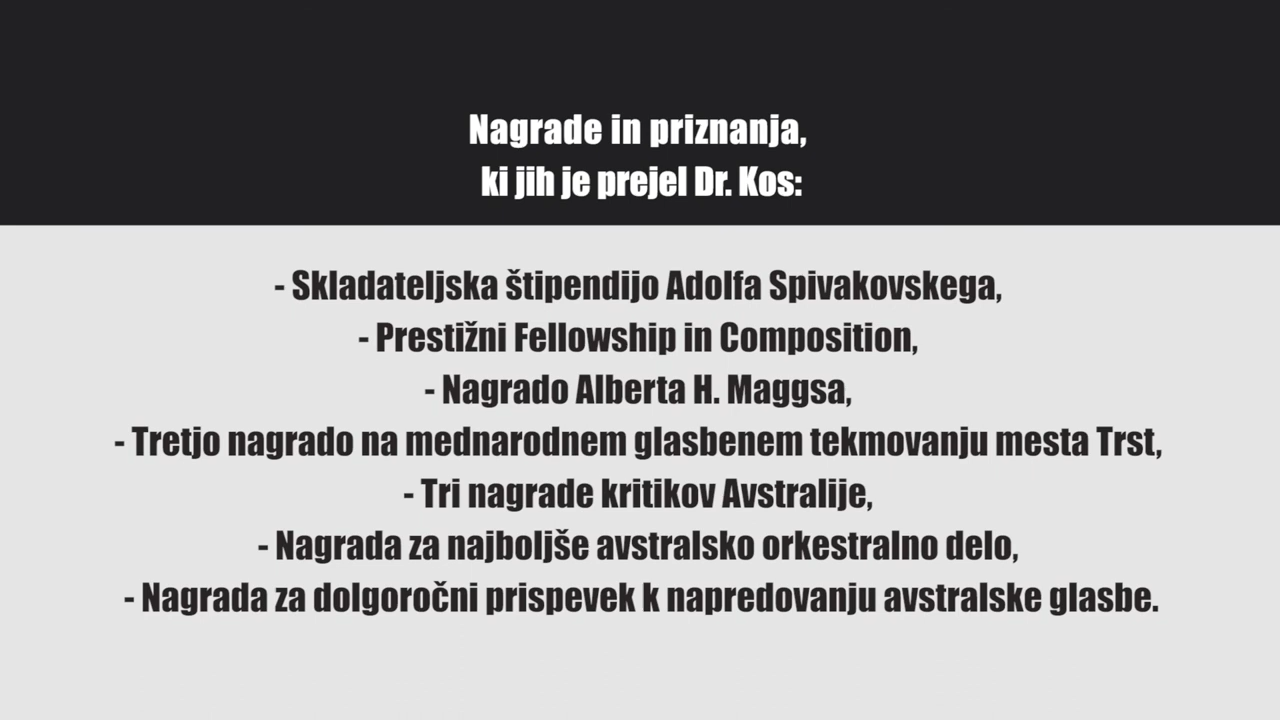 Nagrade in priznanja,
ki jih je prejel Dr. Kos:
- Skladateljska štipendijo Adolfa Spivakovskega,
- Prestižni Fellowship in Composition,
- Nagrado Alberta H. Maggsa,
- Tretjo nagrado na mednarodnem glasbenem tekmovanju mesta Trst,
- Tri nagrade kritikov Avstralije,
- Nagrada za najboljše avstralsko orkestralno delo,
- Nagrada za dolgoročni prispevek k napredovanju avstralske glasbe.